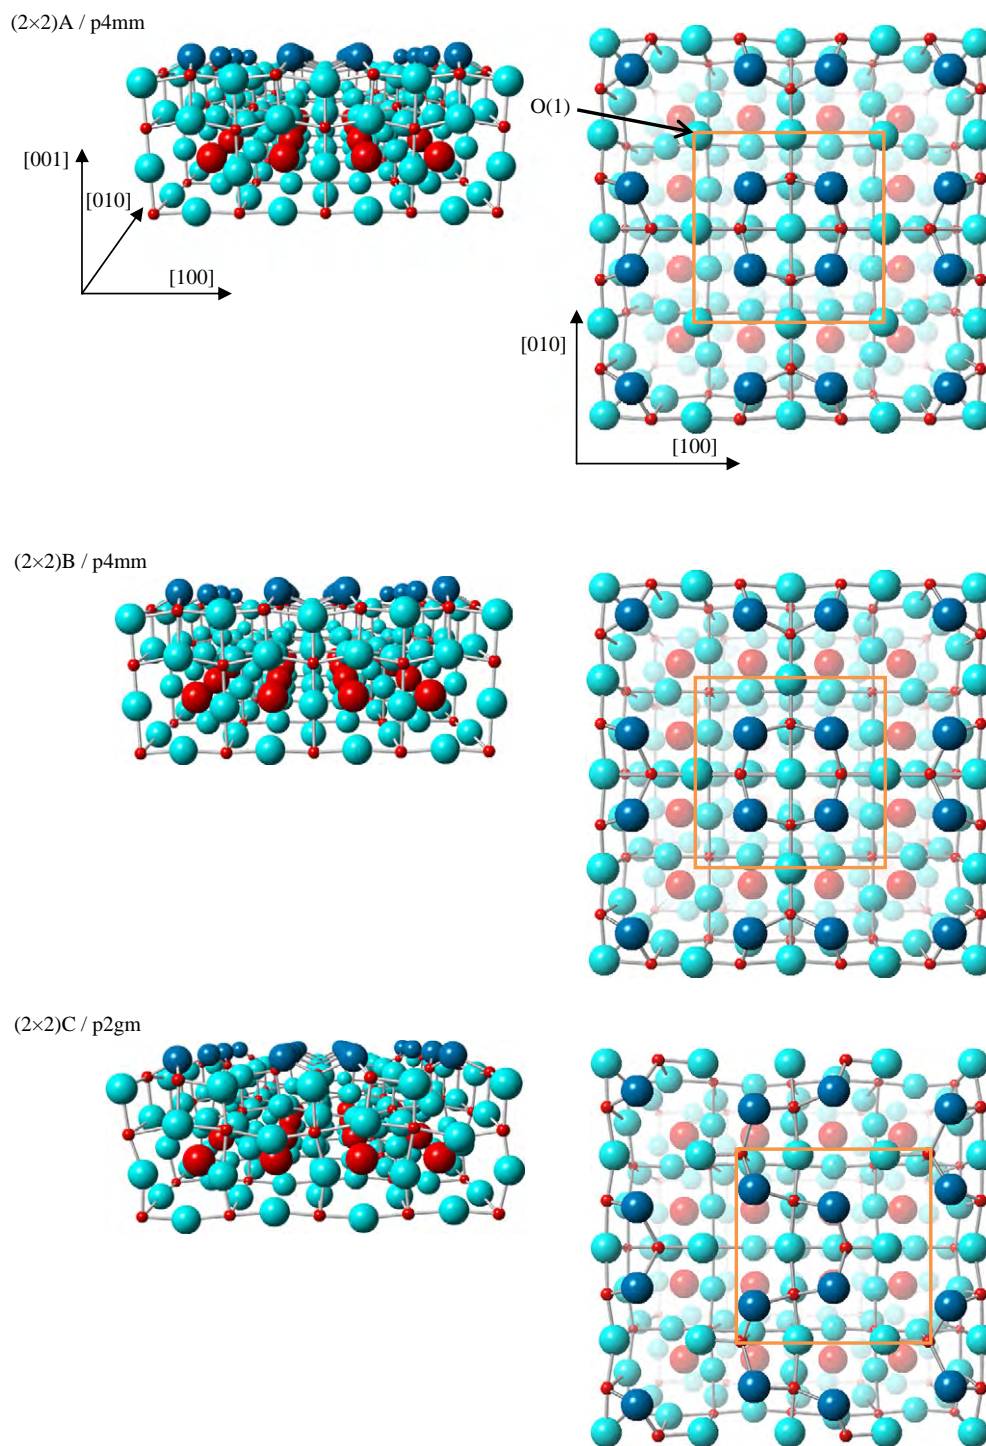 (2×2)A / p4mm
O(1)
[001]
[010]
[100]
[010]
[100]
(2×2)B / p4mm
(2×2)C / p2gm